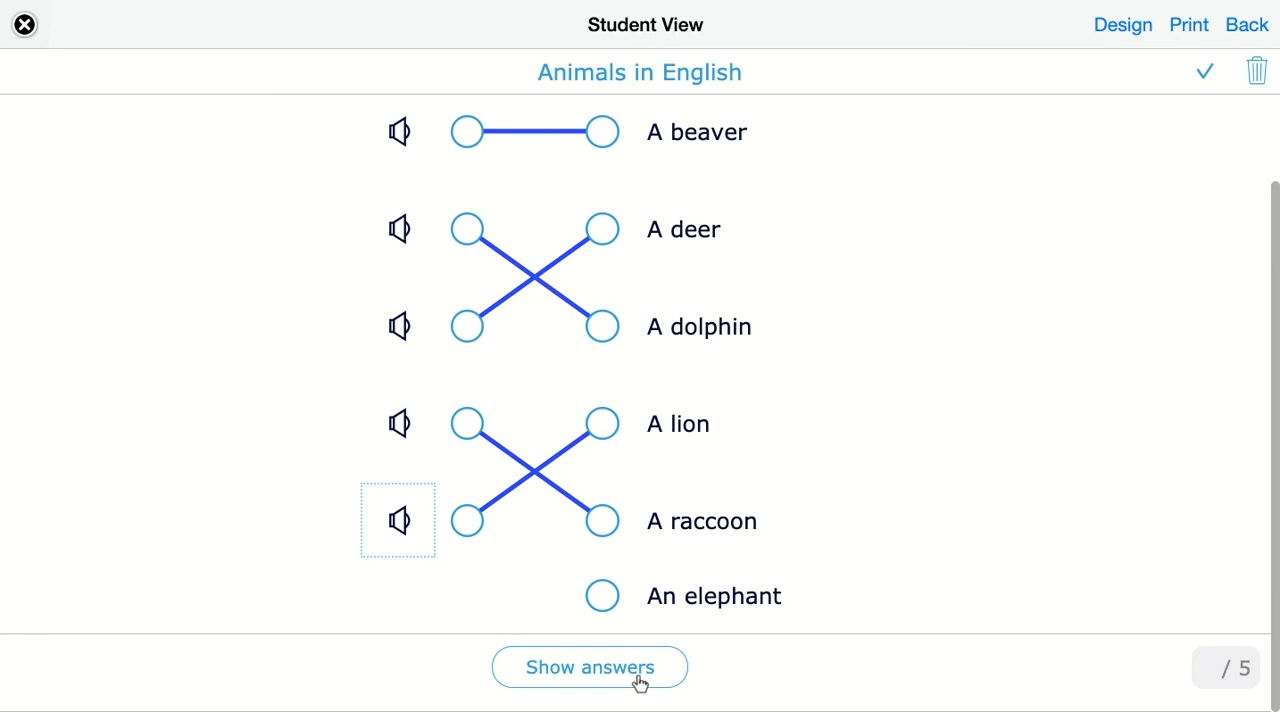 Student View
Design Print Back
Animals in English
A beaver
A deer
A dolphin
A lion
A raccoon
An elephant
Show answers
/ 5